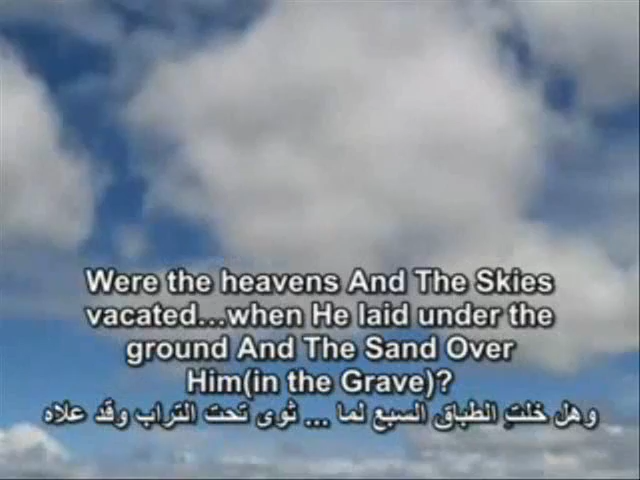 Were the heavens And The Skies
vacated...when He laid under the
ground And The Sand Over
Him(in the Grave)?
وهل خلتِ الطباق السبع لما ... ثوى تحت التراب وقد علاه